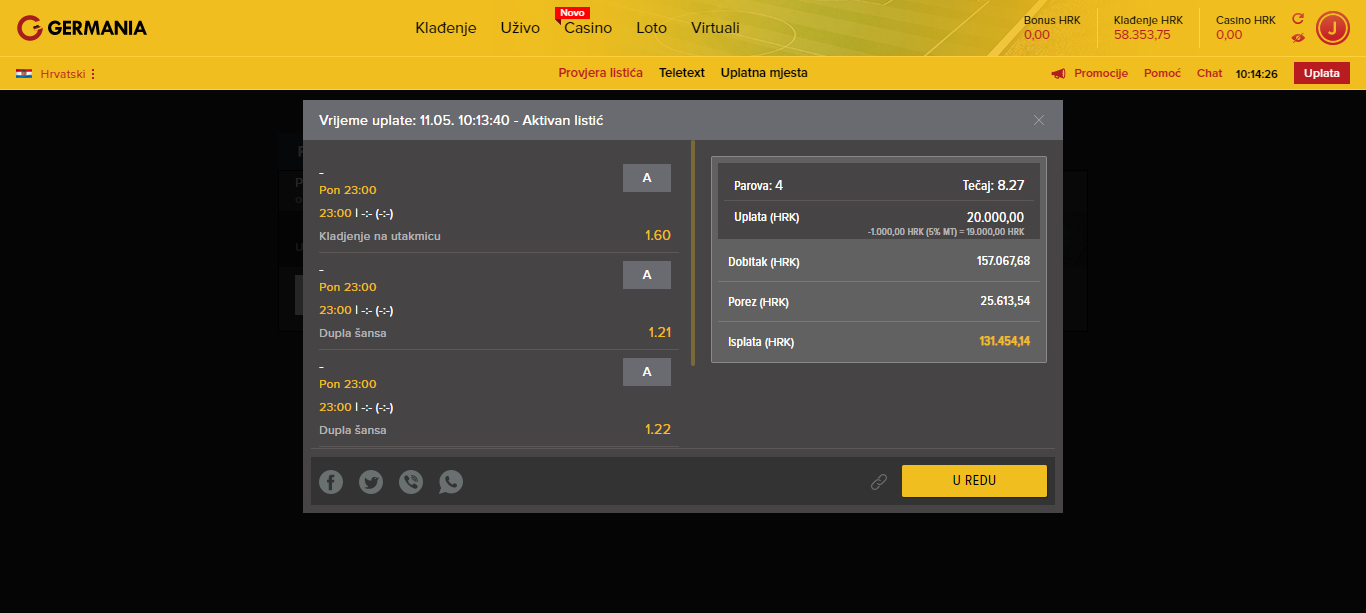 GERMANIA
Klađenje Uživo Novo Casino Loto Virtuali
Bonus HRK Klađenje HRK Casino HRK
0,00 58.353,75 0,00
J
Hrvatski
Provjera listića Teletext Uplatna mjesta
Promocije Pomoć Chat 10:14:26 Uplata
Vrijeme uplate: 11.05. 10:13:40 - Aktivan listić
-
A
Pon 23:00
23:00 | -:- (-:-)
Kladjenje na utakmicu 1.60
-
A
Pon 23:00
23:00 | -:- (-:-)
Dupla šansa 1.21
-
A
Pon 23:00
23:00 | -:- (-:-)
Dupla šansa 1.22
Parova: 4 Tečaj: 8.27
Uplata (HRK) 20.000,00
-1.000,00 HRK (5% MT) = 19.000,00 HRK
Dobitak (HRK) 157.067,68
Porez (HRK) 25.613,54
Isplata (HRK) 131.454,14
U REDU